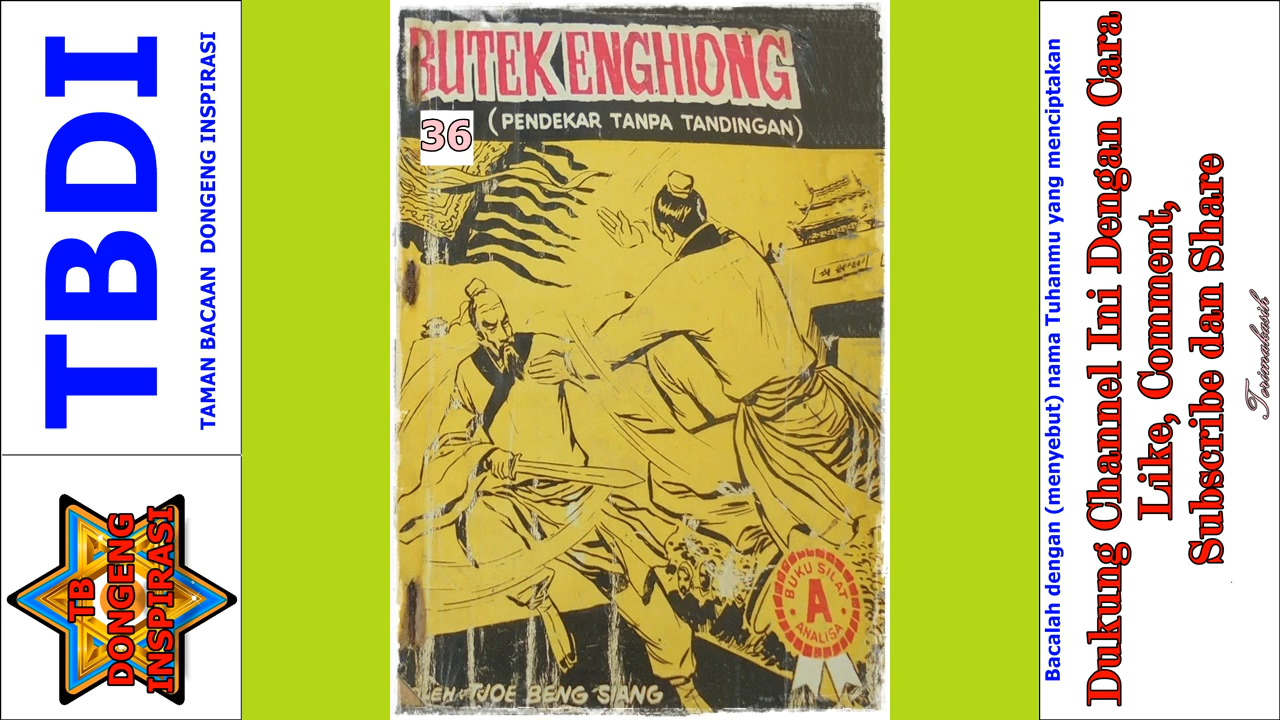 TBDI
TAMAN BACAAN DONGENG INSPIRASI
TB
DONGENG
INSPIRASI
BUTEK ENGHIONG
(PENDEKAR TANPA TANDINGAN)
36
BUKU SILAT
A
ANALISA
TJOE BENG SIANG
Bacalah dengan (menyebut) nama Tuhanmu yang menciptakan
Dukung Channel Ini Dengan Cara
Like, Comment,
Subscribe dan Share
Terimakasih